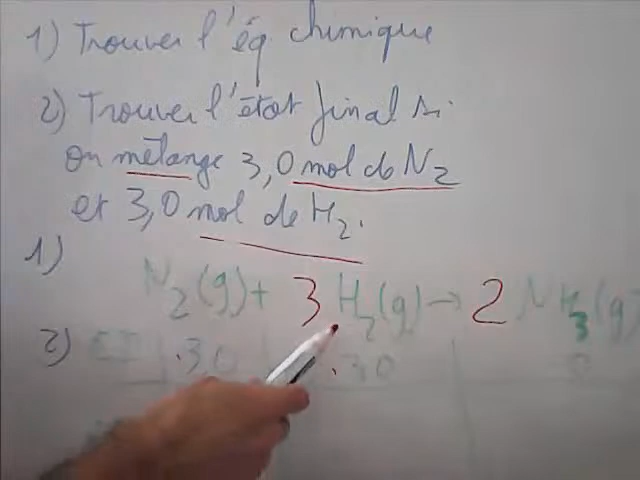 1) Trouver l'éq chimique
2) Trouver l'état final si
on mélange 3,0 mol de N2
et 3,0 mol de H2.
1)
N2(g) + 3 H2(g) → 2 NH3(g)
2) EI 3,0 3,0 0